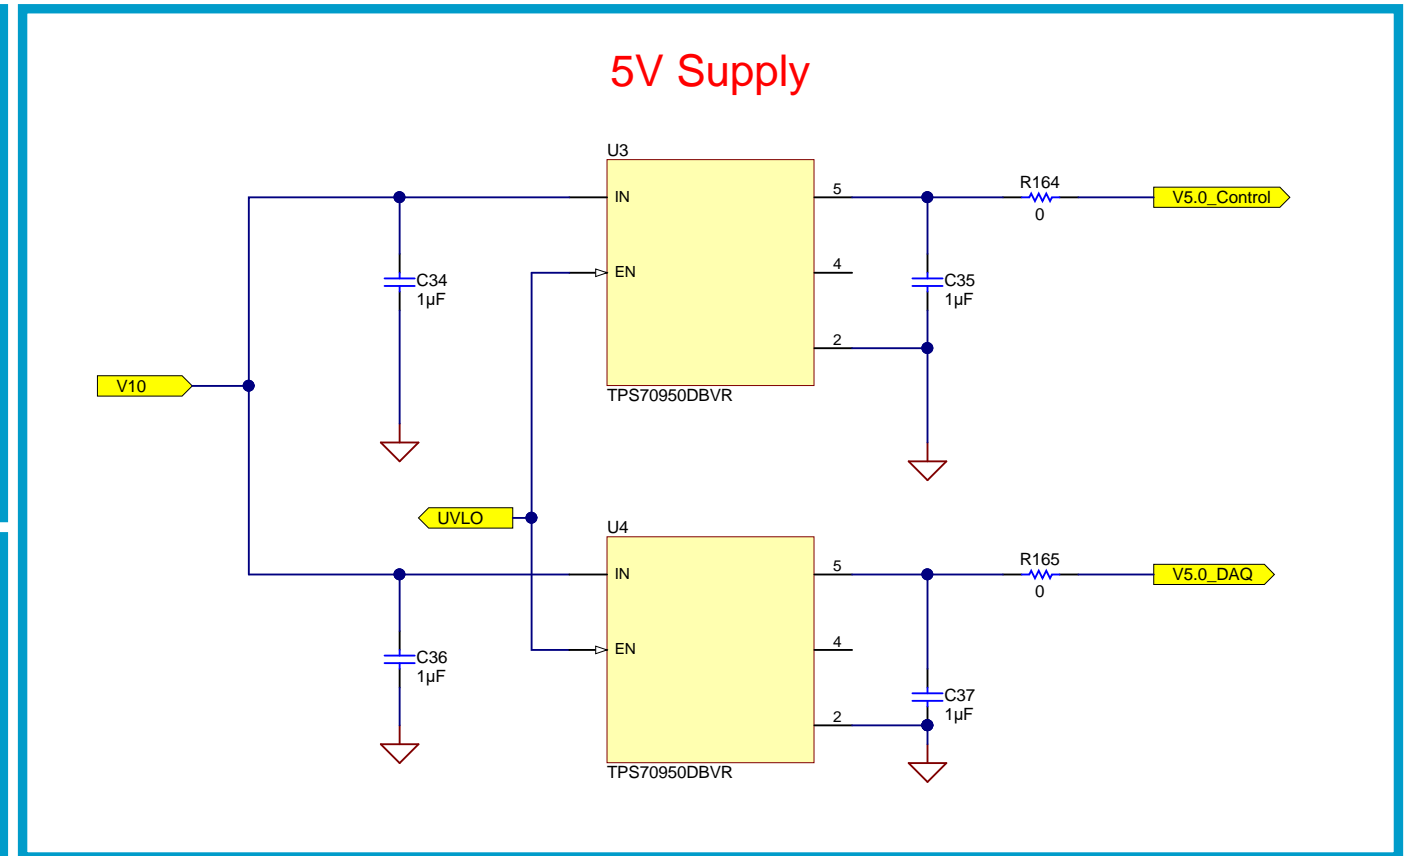 5V Supply
U3
IN
5
R164
0
V5.0_Control
EN
4
C34
1µF
C35
1µF
2
V10
TPS70950DBVR
UVLO
U4
IN
5
R165
0
V5.0_DAQ
EN
4
C36
1µF
C37
1µF
2
TPS70950DBVR